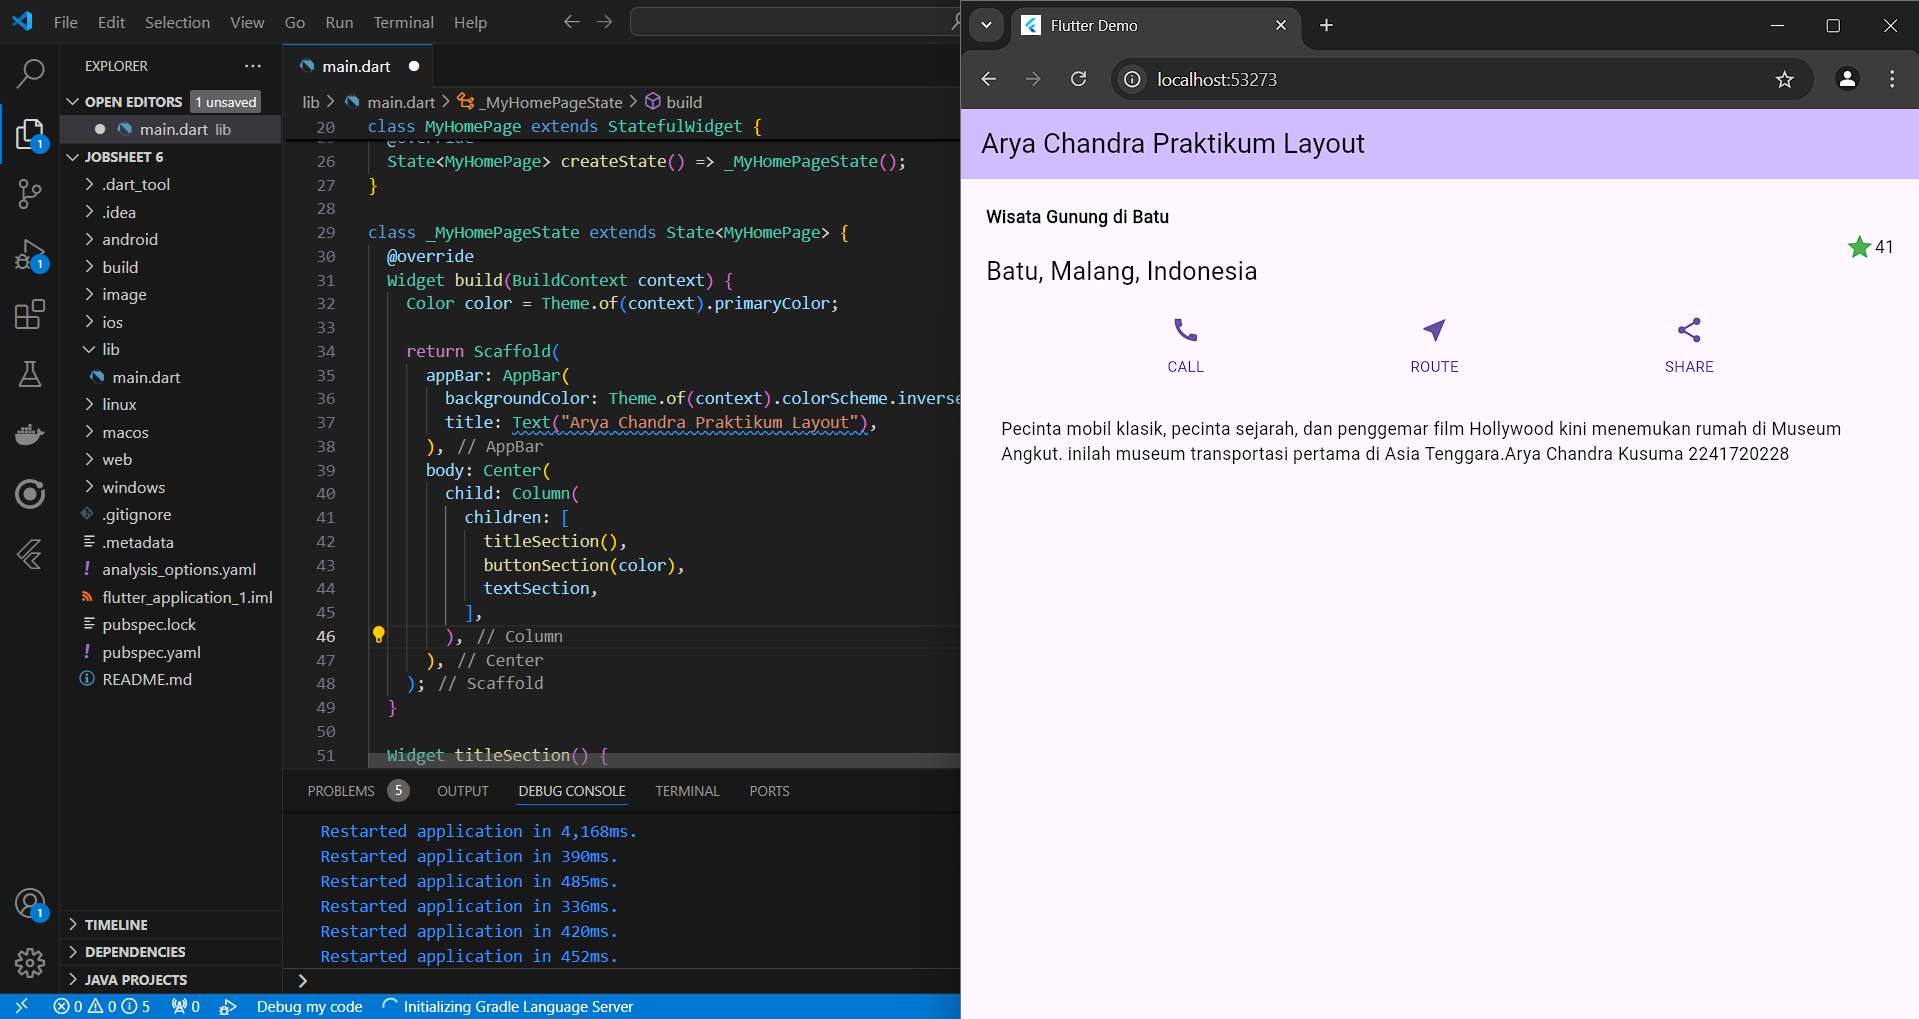 File Edit Selection View Go Run Terminal Help
EXPLORER
OPEN EDITORS 1 unsaved
main.dart lib
JOBSHEET 6
.dart_tool
.idea
android
build
image
ios
lib
main.dart
linux
macos
web
windows
.gitignore
.metadata
analysis_options.yaml
flutter_application_1.iml
pubspec.lock
pubspec.yaml
README.md
TIMELINE
DEPENDENCIES
JAVA PROJECTS
1
1
1
main.dart
lib > main.dart > _MyHomePageState > build
20 class MyHomePage extends StatefulWidget {
25 @override
26 State<MyHomePage> createState() => _MyHomePageState();
27 }
28
29 class _MyHomePageState extends State<MyHomePage> {
30 @override
31 Widget build(BuildContext context) {
32 Color color = Theme.of(context).primaryColor;
33
34 return Scaffold(
35 appBar: AppBar(
36 backgroundColor: Theme.of(context).colorScheme.inverse
37 title: Text("Arya Chandra Praktikum Layout"),
38 ), // AppBar
39 body: Center(
40 child: Column(
41 children: [
42 titleSection(),
43 buttonSection(color),
44 textSection,
45 ],
46 ), // Column
47 ), // Center
48 ); // Scaffold
49 }
50
51 Widget titleSection() {
PROBLEMS 5 OUTPUT DEBUG CONSOLE TERMINAL PORTS
Restarted application in 4,168ms.
Restarted application in 390ms.
Restarted application in 485ms.
Restarted application in 336ms.
Restarted application in 420ms.
Restarted application in 452ms.
>
0 0 5 0 Debug my code Initializing Gradle Language Server
Flutter Demo
localhost:53273
Arya Chandra Praktikum Layout
Wisata Gunung di Batu
41
Batu, Malang, Indonesia
CALL ROUTE SHARE
Pecinta mobil klasik, pecinta sejarah, dan penggemar film Hollywood kini menemukan rumah di Museum
Angkut. inilah museum transportasi pertama di Asia Tenggara.Arya Chandra Kusuma 2241720228